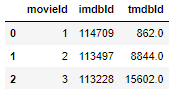 movieId imdbId tmdbId
0 1 114709 862.0
1 2 113497 8844.0
2 3 113228 15602.0